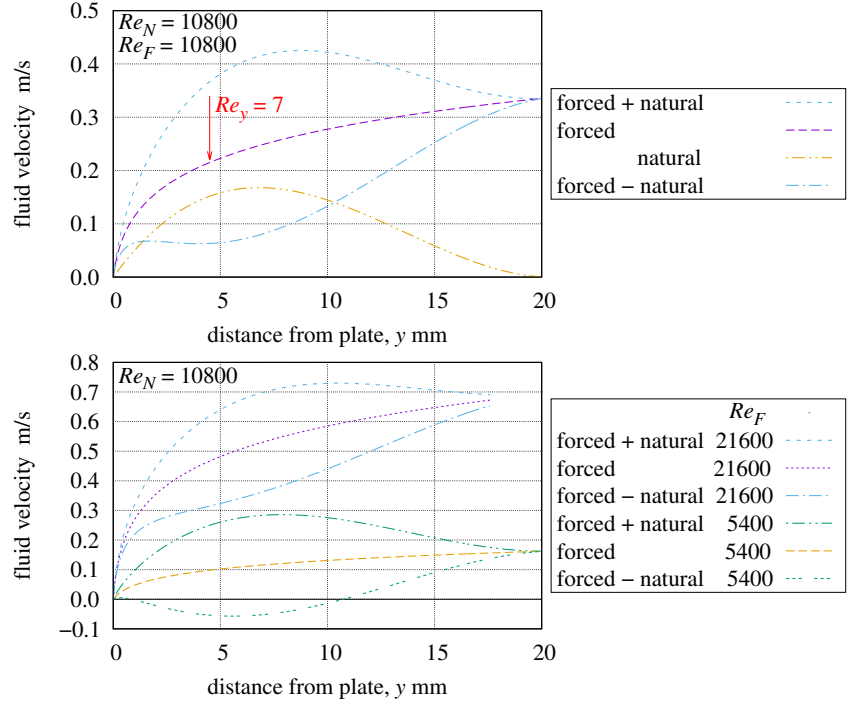 Re_N = 10800
Re_F = 10800
Re_y = 7
fluid velocity m/s
0.5
0.4
0.3
0.2
0.1
0.0
0 5 10 15 20
distance from plate, y mm
forced + natural
forced
natural
forced − natural
Re_N = 10800
fluid velocity m/s
0.8
0.7
0.6
0.5
0.4
0.3
0.2
0.1
0.0
−0.1
0 5 10 15 20
distance from plate, y mm
Re_F
forced + natural 21600
forced 21600
forced − natural 21600
forced + natural 5400
forced 5400
forced − natural 5400